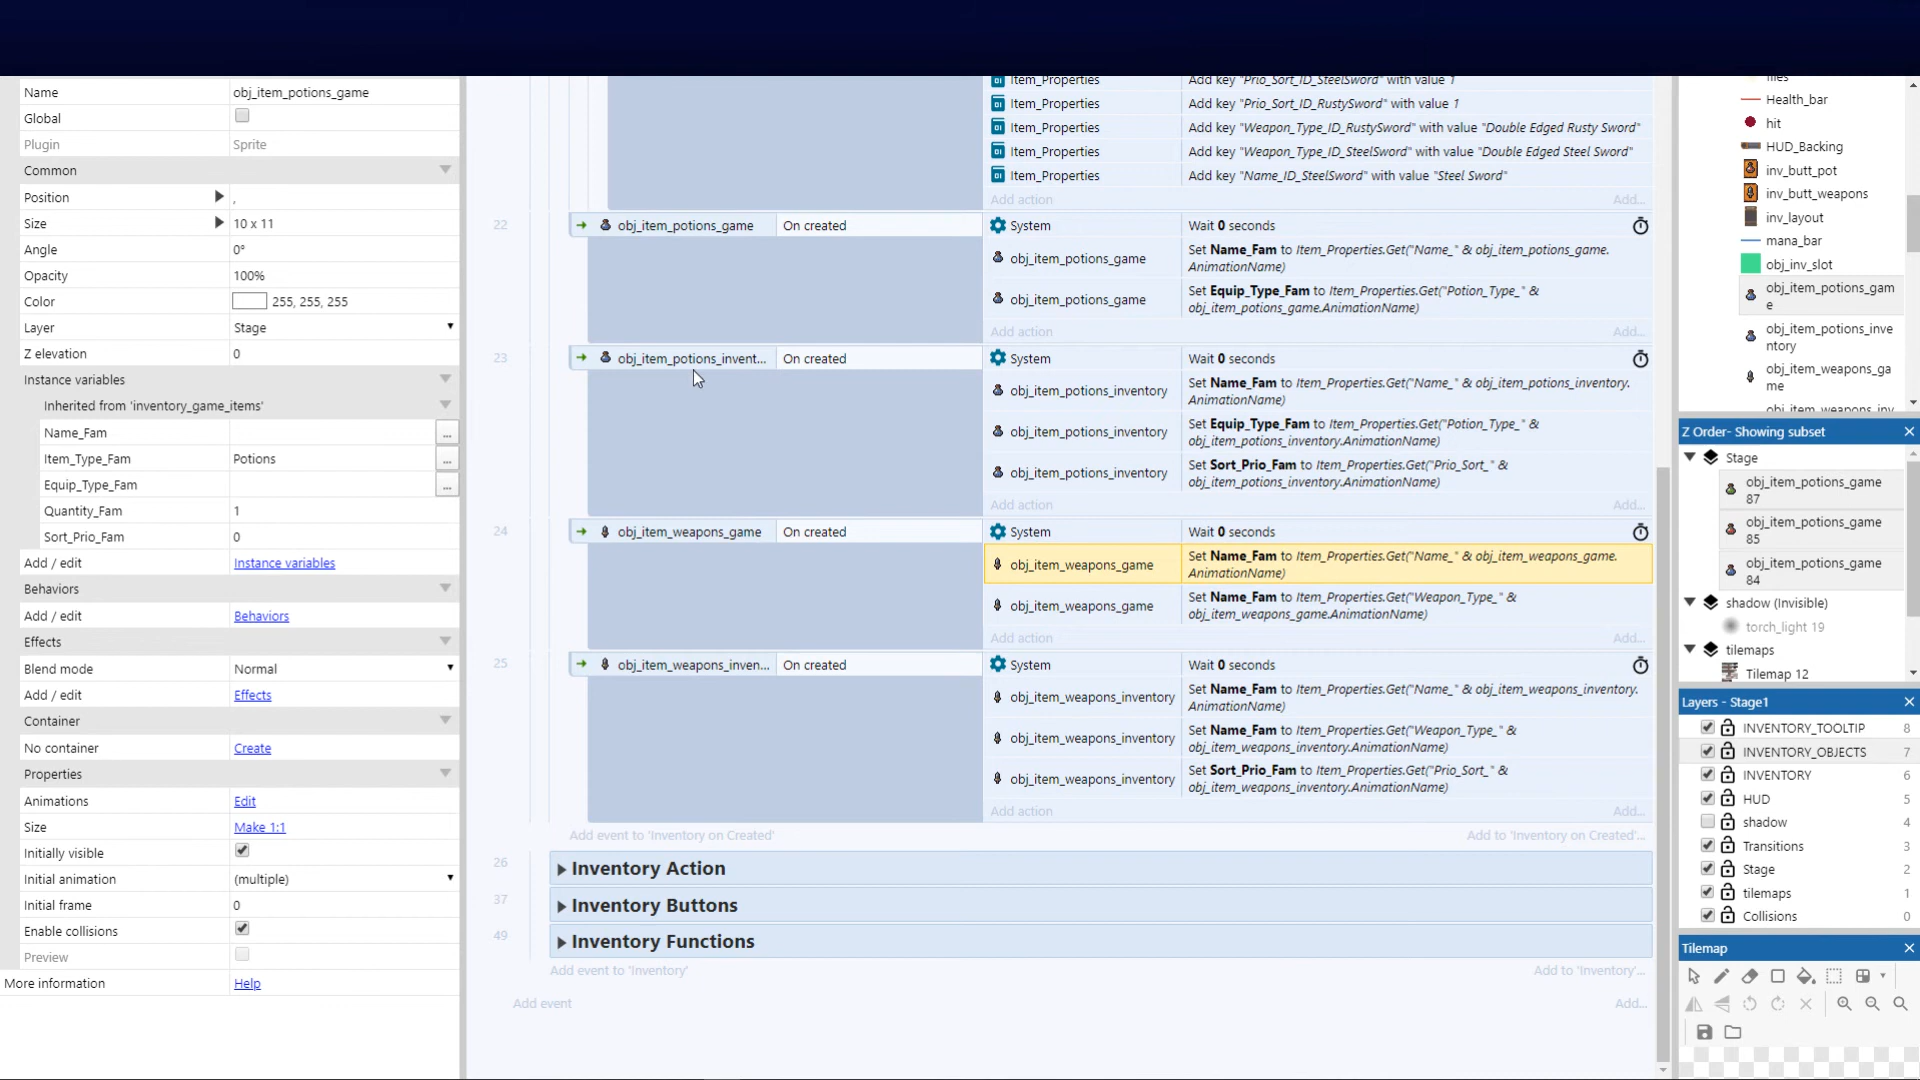 Name obj_item_potions_game
Global
Plugin Sprite
Common
Position ,
Size 10 x 11
Angle 0°
Opacity 100%
Color 255, 255, 255
Layer Stage
Z elevation 0
Instance variables
Inherited from 'inventory_game_items'
Name_Fam ...
Item_Type_Fam Potions ...
Equip_Type_Fam ...
Quantity_Fam 1
Sort_Prio_Fam 0
Add / edit Instance variables
Behaviors
Add / edit Behaviors
Effects
Blend mode Normal
Add / edit Effects
Container
No container Create
Properties
Animations Edit
Size Make 1:1
Initially visible
Initial animation (multiple)
Initial frame 0
Enable collisions
Preview
More information Help
Item_Properties Add key "Prio_Sort_ID_SteelSword" with value 1
Item_Properties Add key "Prio_Sort_ID_RustySword" with value 1
Item_Properties Add key "Weapon_Type_ID_RustySword" with value "Double Edged Rusty Sword"
Item_Properties Add key "Weapon_Type_ID_SteelSword" with value "Double Edged Steel Sword"
Item_Properties Add key "Name_ID_SteelSword" with value "Steel Sword"
Add action Add...
22 obj_item_potions_game On created System Wait 0 seconds
obj_item_potions_game Set Name_Fam to Item_Properties.Get("Name_" & obj_item_potions_game.
AnimationName)
obj_item_potions_game Set Equip_Type_Fam to Item_Properties.Get("Potion_Type_" &
obj_item_potions_game.AnimationName)
Add action Add...
23 obj_item_potions_invent... On created System Wait 0 seconds
obj_item_potions_inventory Set Name_Fam to Item_Properties.Get("Name_" & obj_item_potions_inventory.
AnimationName)
obj_item_potions_inventory Set Equip_Type_Fam to Item_Properties.Get("Potion_Type_" &
obj_item_potions_inventory.AnimationName)
obj_item_potions_inventory Set Sort_Prio_Fam to Item_Properties.Get("Prio_Sort_" &
obj_item_potions_inventory.AnimationName)
Add action Add...
24 obj_item_weapons_game On created System Wait 0 seconds
obj_item_weapons_game Set Name_Fam to Item_Properties.Get("Name_" & obj_item_weapons_game.
AnimationName)
obj_item_weapons_game Set Name_Fam to Item_Properties.Get("Weapon_Type_" &
obj_item_weapons_game.AnimationName)
Add action Add...
25 obj_item_weapons_inven... On created System Wait 0 seconds
obj_item_weapons_inventory Set Name_Fam to Item_Properties.Get("Name_" & obj_item_weapons_inventory.
AnimationName)
obj_item_weapons_inventory Set Name_Fam to Item_Properties.Get("Weapon_Type_" &
obj_item_weapons_inventory.AnimationName)
obj_item_weapons_inventory Set Sort_Prio_Fam to Item_Properties.Get("Prio_Sort_" &
obj_item_weapons_inventory.AnimationName)
Add action Add...
Add event to 'Inventory on Created' Add to 'Inventory on Created'...
26 Inventory Action
37 Inventory Buttons
49 Inventory Functions
Add event to 'Inventory' Add to 'Inventory'...
Add event Add...
Health_bar
hit
HUD_Backing
inv_butt_pot
inv_butt_weapons
inv_layout
mana_bar
obj_inv_slot
obj_item_potions_gam
e
obj_item_potions_inve
ntory
obj_item_weapons_ga
me
obj_item_weapons_inv
Z Order- Showing subset
Stage
obj_item_potions_game
87
obj_item_potions_game
85
obj_item_potions_game
84
shadow (Invisible)
torch_light 19
tilemaps
Tilemap 12
Layers - Stage1
INVENTORY_TOOLTIP 8
INVENTORY_OBJECTS 7
INVENTORY 6
HUD 5
shadow 4
Transitions 3
Stage 2
tilemaps 1
Collisions 0
Tilemap